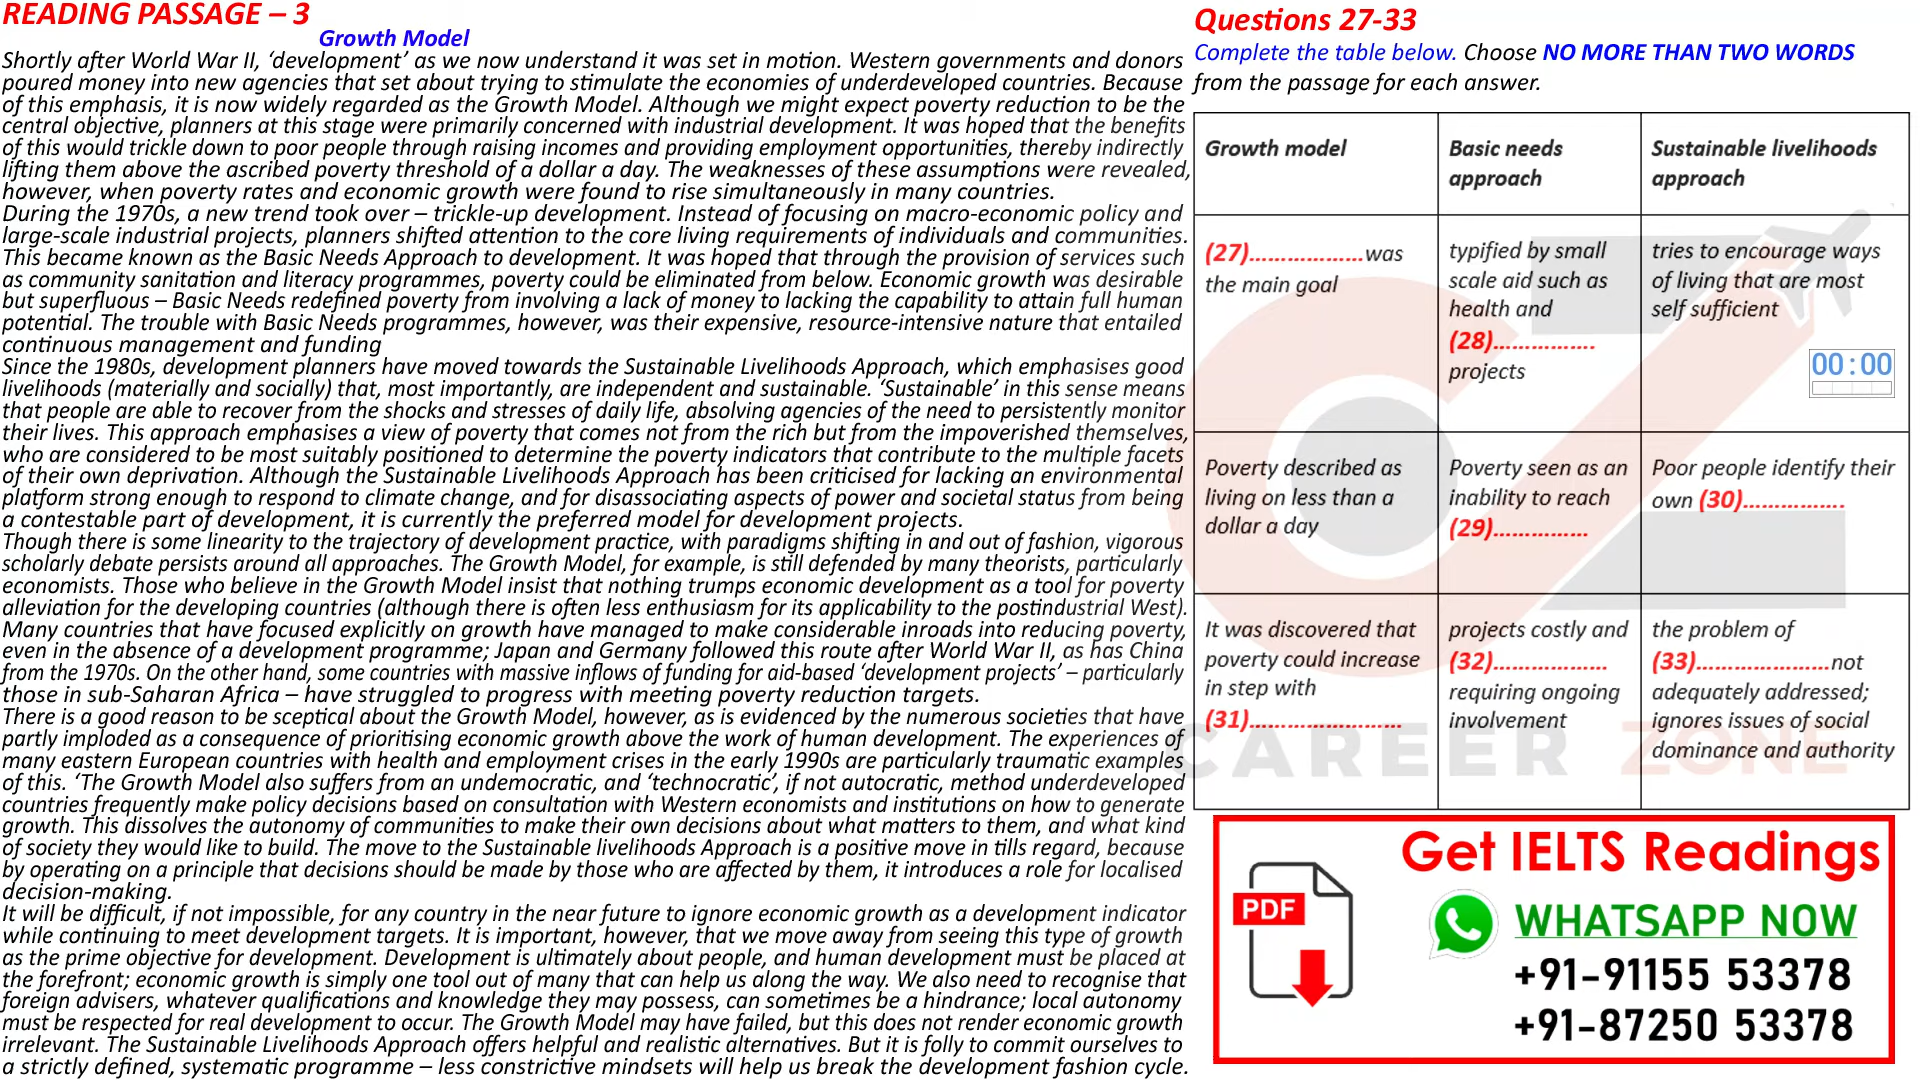 READING PASSAGE – 3
Growth Model
Shortly after World War II, ‘development’ as we now understand it was set in motion. Western governments and donors
poured money into new agencies that set about trying to stimulate the economies of underdeveloped countries. Because
of this emphasis, it is now widely regarded as the Growth Model. Although we might expect poverty reduction to be the
central objective, planners at this stage were primarily concerned with industrial development. It was hoped that the benefits
of this would trickle down to poor people through raising incomes and providing employment opportunities, thereby indirectly
lifting them above the ascribed poverty threshold of a dollar a day. The weaknesses of these assumptions were revealed,
however, when poverty rates and economic growth were found to rise simultaneously in many countries.
During the 1970s, a new trend took over – trickle-up development. Instead of focusing on macro-economic policy and
large-scale industrial projects, planners shifted attention to the core living requirements of individuals and communities.
This became known as the Basic Needs Approach to development. It was hoped that through the provision of services such
as community sanitation and literacy programmes, poverty could be eliminated from below. Economic growth was desirable
but superfluous – Basic Needs redefined poverty from involving a lack of money to lacking the capability to attain full human
potential. The trouble with Basic Needs programmes, however, was their expensive, resource-intensive nature that entailed
continuous management and funding
Since the 1980s, development planners have moved towards the Sustainable Livelihoods Approach, which emphasises good
livelihoods (materially and socially) that, most importantly, are independent and sustainable. ‘Sustainable’ in this sense means
that people are able to recover from the shocks and stresses of daily life, absolving agencies of the need to persistently monitor
their lives. This approach emphasises a view of poverty that comes not from the rich but from the impoverished themselves,
who are considered to be most suitably positioned to determine the poverty indicators that contribute to the multiple facets
of their own deprivation. Although the Sustainable Livelihoods Approach has been criticised for lacking an environmental
platform strong enough to respond to climate change, and for disassociating aspects of power and societal status from being
a contestable part of development, it is currently the preferred model for development projects.
Though there is some linearity to the trajectory of development practice, with paradigms shifting in and out of fashion, vigorous
scholarly debate persists around all approaches. The Growth Model, for example, is still defended by many theorists, particularly
economists. Those who believe in the Growth Model insist that nothing trumps economic development as a tool for poverty
alleviation for the developing countries (although there is often less enthusiasm for its applicability to the postindustrial West).
Many countries that have focused explicitly on growth have managed to make considerable inroads into reducing poverty,
even in the absence of a development programme; Japan and Germany followed this route after World War II, as has China
from the 1970s. On the other hand, some countries with massive inflows of funding for aid-based ‘development projects’ – particularly
those in sub-Saharan Africa – have struggled to progress with meeting poverty reduction targets.
There is a good reason to be sceptical about the Growth Model, however, as is evidenced by the numerous societies that have
partly imploded as a consequence of prioritising economic growth above the work of human development. The experiences of
many eastern European countries with health and employment crises in the early 1990s are particularly traumatic examples
of this. ‘The Growth Model also suffers from an undemocratic, and ‘technocratic’, if not autocratic, method underdeveloped
countries frequently make policy decisions based on consultation with Western economists and institutions on how to generate
growth. This dissolves the autonomy of communities to make their own decisions about what matters to them, and what kind
of society they would like to build. The move to the Sustainable livelihoods Approach is a positive move in tills regard, because
by operating on a principle that decisions should be made by those who are affected by them, it introduces a role for localised
decision-making.
It will be difficult, if not impossible, for any country in the near future to ignore economic growth as a development indicator
while continuing to meet development targets. It is important, however, that we move away from seeing this type of growth
as the prime objective for development. Development is ultimately about people, and human development must be placed at
the forefront; economic growth is simply one tool out of many that can help us along the way. We also need to recognise that
foreign advisers, whatever qualifications and knowledge they may possess, can sometimes be a hindrance; local autonomy
must be respected for real development to occur. The Growth Model may have failed, but this does not render economic growth
irrelevant. The Sustainable Livelihoods Approach offers helpful and realistic alternatives. But it is folly to commit ourselves to
a strictly defined, systematic programme – less constrictive mindsets will help us break the development fashion cycle.
Questions 27-33
Complete the table below. Choose NO MORE THAN TWO WORDS
from the passage for each answer.
Growth model
Basic needs
approach
Sustainable livelihoods
approach
(27)..................was
the main goal
typified by small
scale aid such as
health and
(28)................
projects
tries to encourage ways
of living that are most
self sufficient
00:00
Poverty described as
living on less than a
dollar a day
Poverty seen as an
inability to reach
(29)...............
Poor people identify their
own (30)................
It was discovered that
poverty could increase
in step with
(31)........................
projects costly and
(32)..................
requiring ongoing
involvement
the problem of
(33).....................not
adequately addressed;
ignores issues of social
dominance and authority
CAREER ZONE
PDF
Get IELTS Readings
WHATSAPP NOW
+91-91155 53378
+91-87250 53378